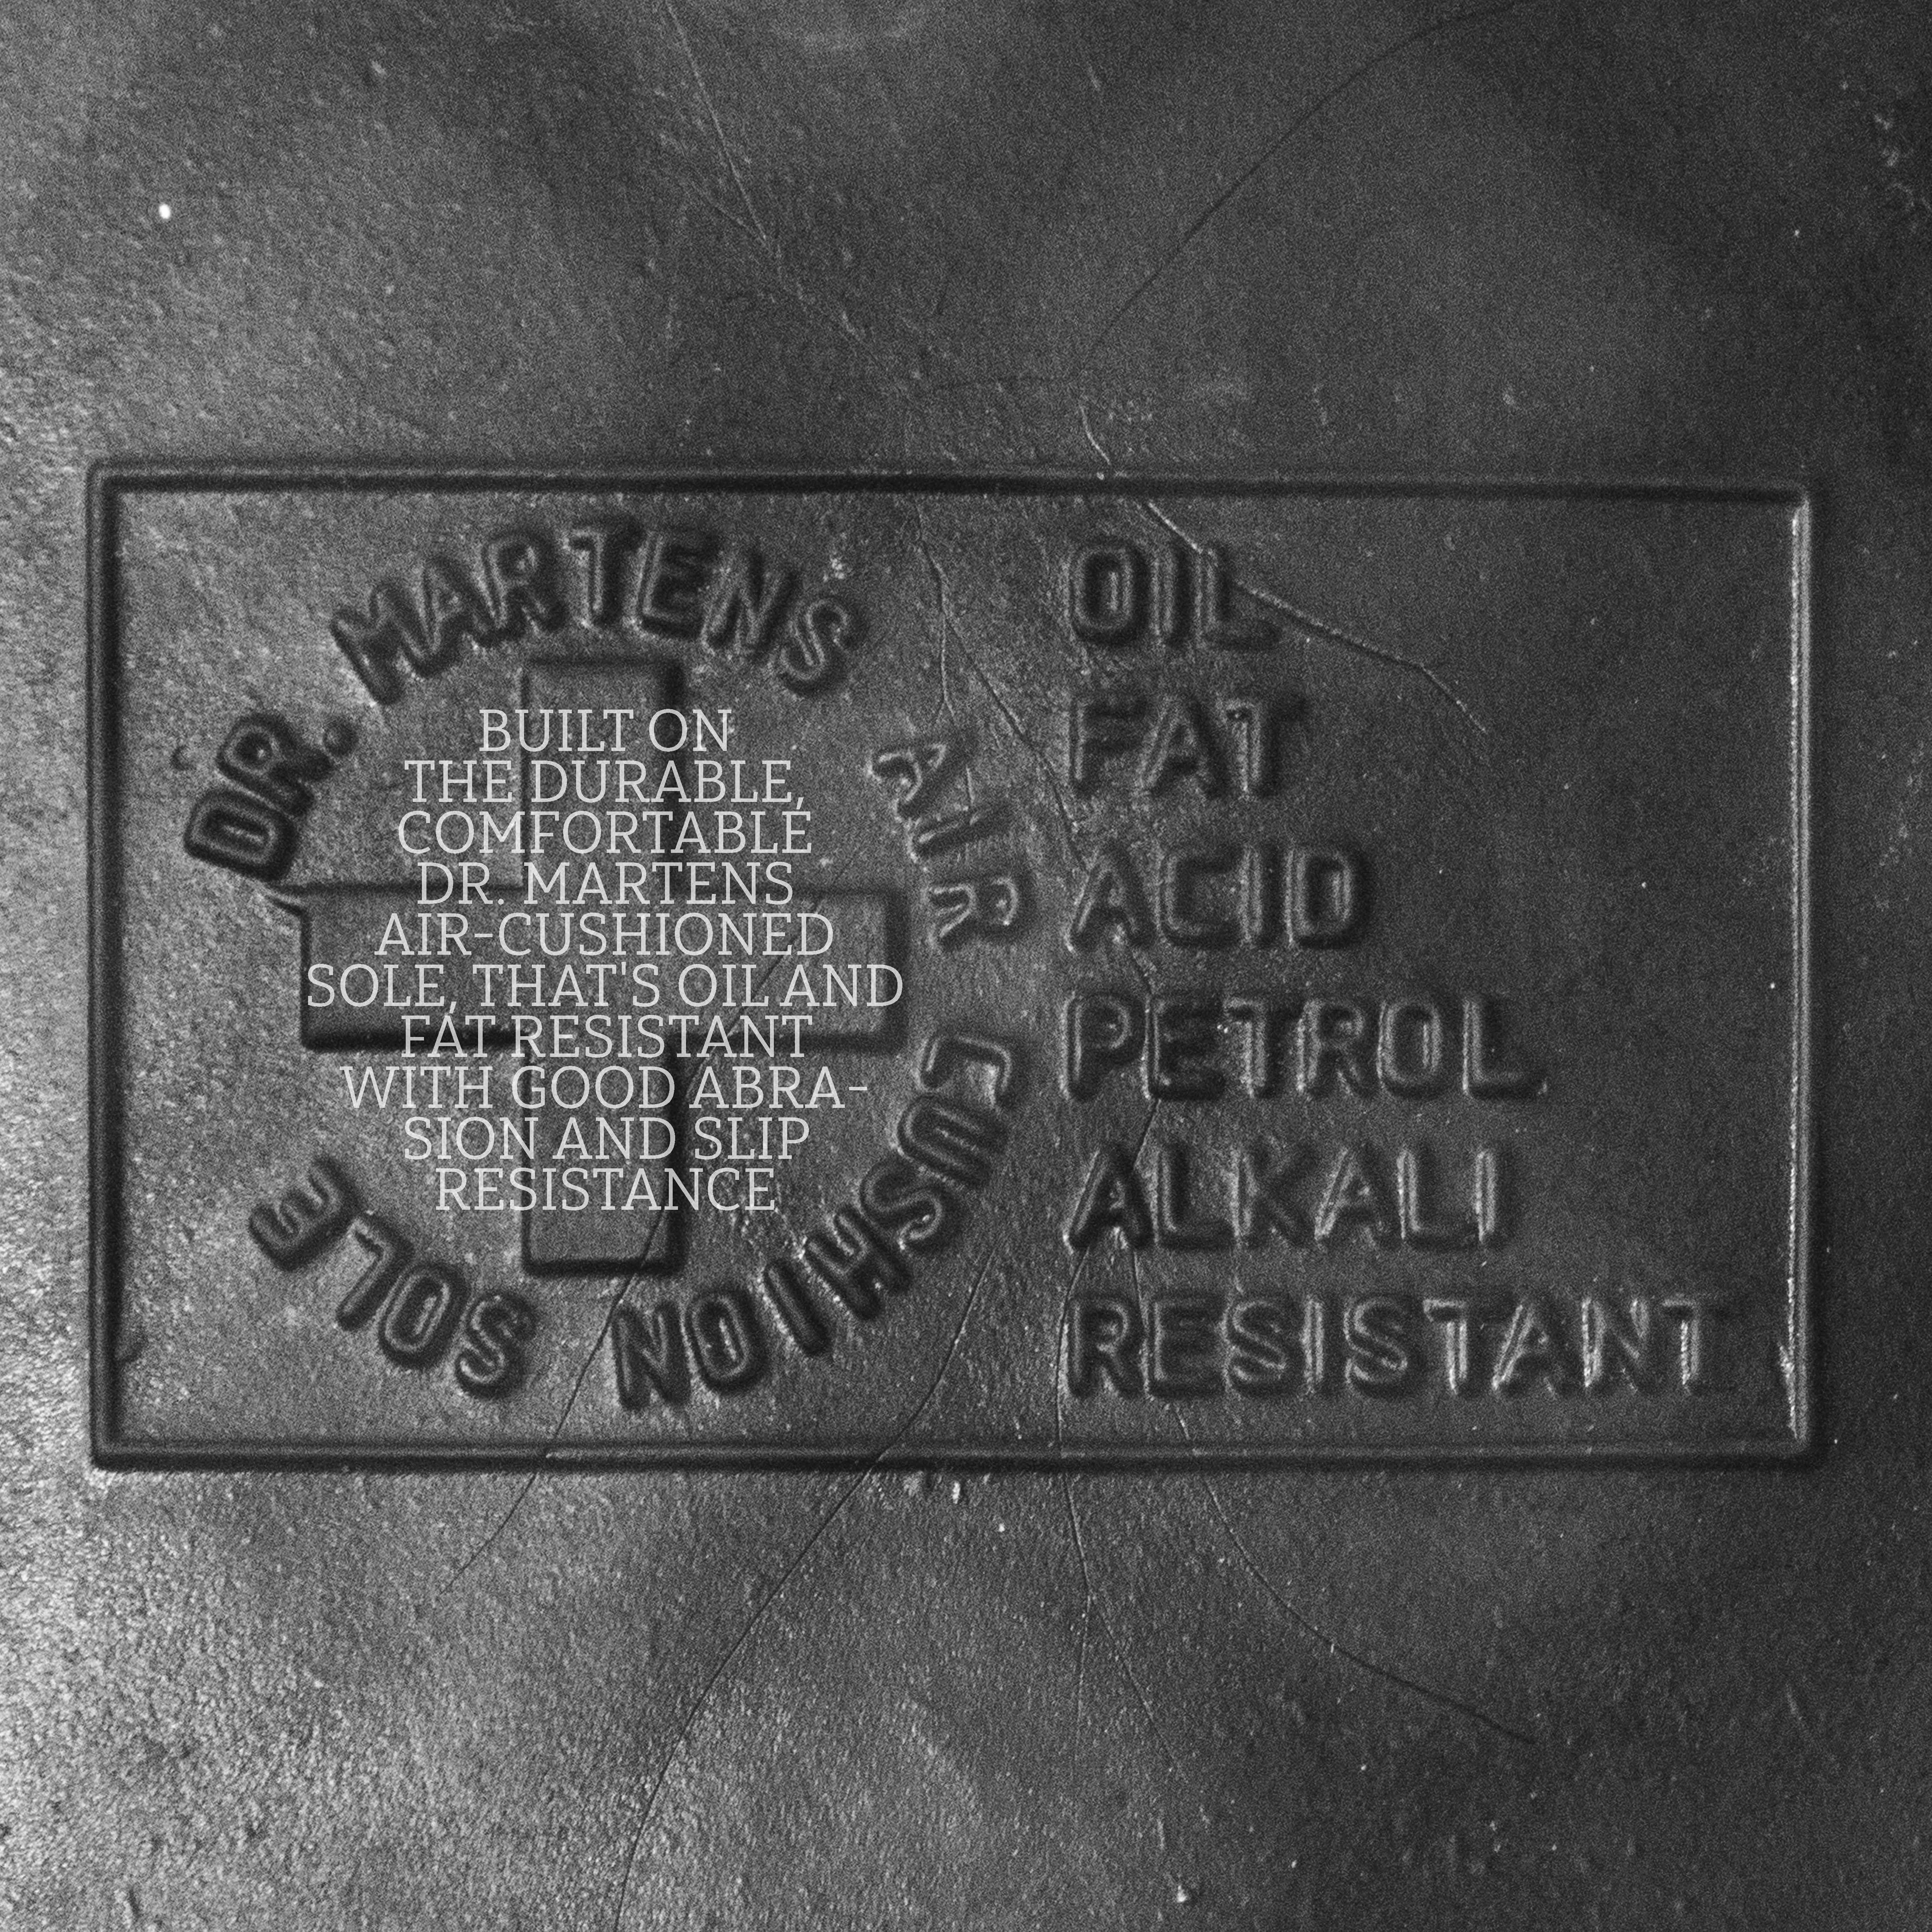 DR. MARTENS
AIR CUSHION SOLE
BUILT ON
THE DURABLE,
COMFORTABLE
DR. MARTENS
AIR-CUSHIONED
SOLE, THAT'S OIL AND
FAT RESISTANT
WITH GOOD ABRA-
SION AND SLIP
RESISTANCE
OIL
FAT
ACID
PETROL
ALKALI
RESISTANT